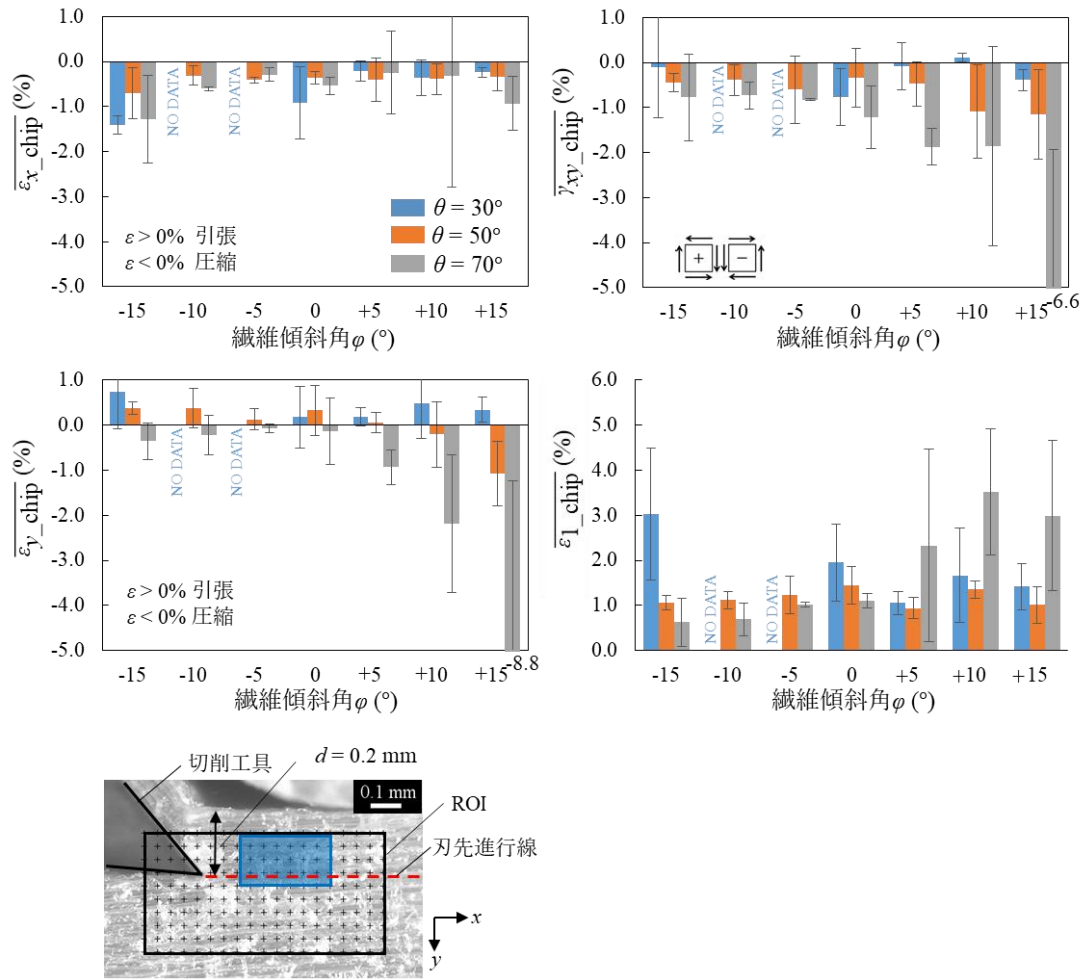 1.0
0.0
-1.0
-2.0
-3.0
-4.0
-5.0
εx_chip (%)
NO DATA
NO DATA
θ = 30°
θ = 50°
θ = 70°
ε > 0% 引張
ε < 0% 圧縮
-15 -10 -5 0 +5 +10 +15
繊維傾斜角φ (°)
1.0
0.0
-1.0
-2.0
-3.0
-4.0
-5.0
γxy_chip (%)
NO DATA
NO DATA
+ −
-6.6
-15 -10 -5 0 +5 +10 +15
繊維傾斜角φ (°)
1.0
0.0
-1.0
-2.0
-3.0
-4.0
-5.0
εy_chip (%)
NO DATA
NO DATA
ε > 0% 引張
ε < 0% 圧縮
-8.8
-15 -10 -5 0 +5 +10 +15
繊維傾斜角φ (°)
6.0
5.0
4.0
3.0
2.0
1.0
0.0
ε1_chip (%)
NO DATA
NO DATA
-15 -10 -5 0 +5 +10 +15
繊維傾斜角φ (°)
切削工具
d = 0.2 mm
0.1 mm
ROI
刃先進行線
x
y